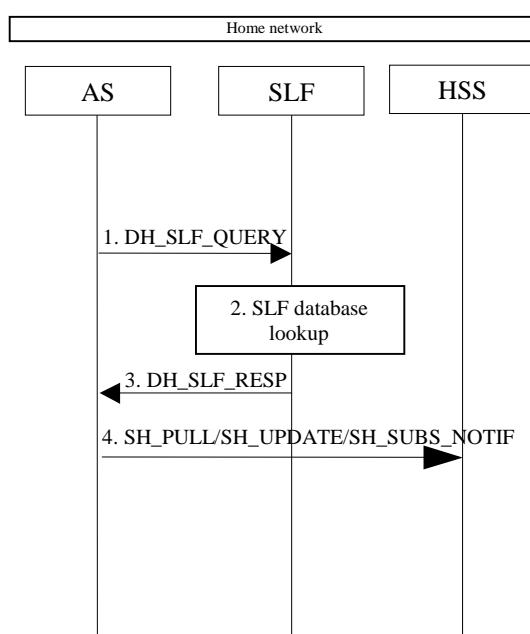 Home network
AS
SLF
HSS
1. DH_SLF_QUERY
2. SLF database
lookup
3. DH_SLF_RESP
4. SH_PULL/SH_UPDATE/SH_SUBS_NOTIF